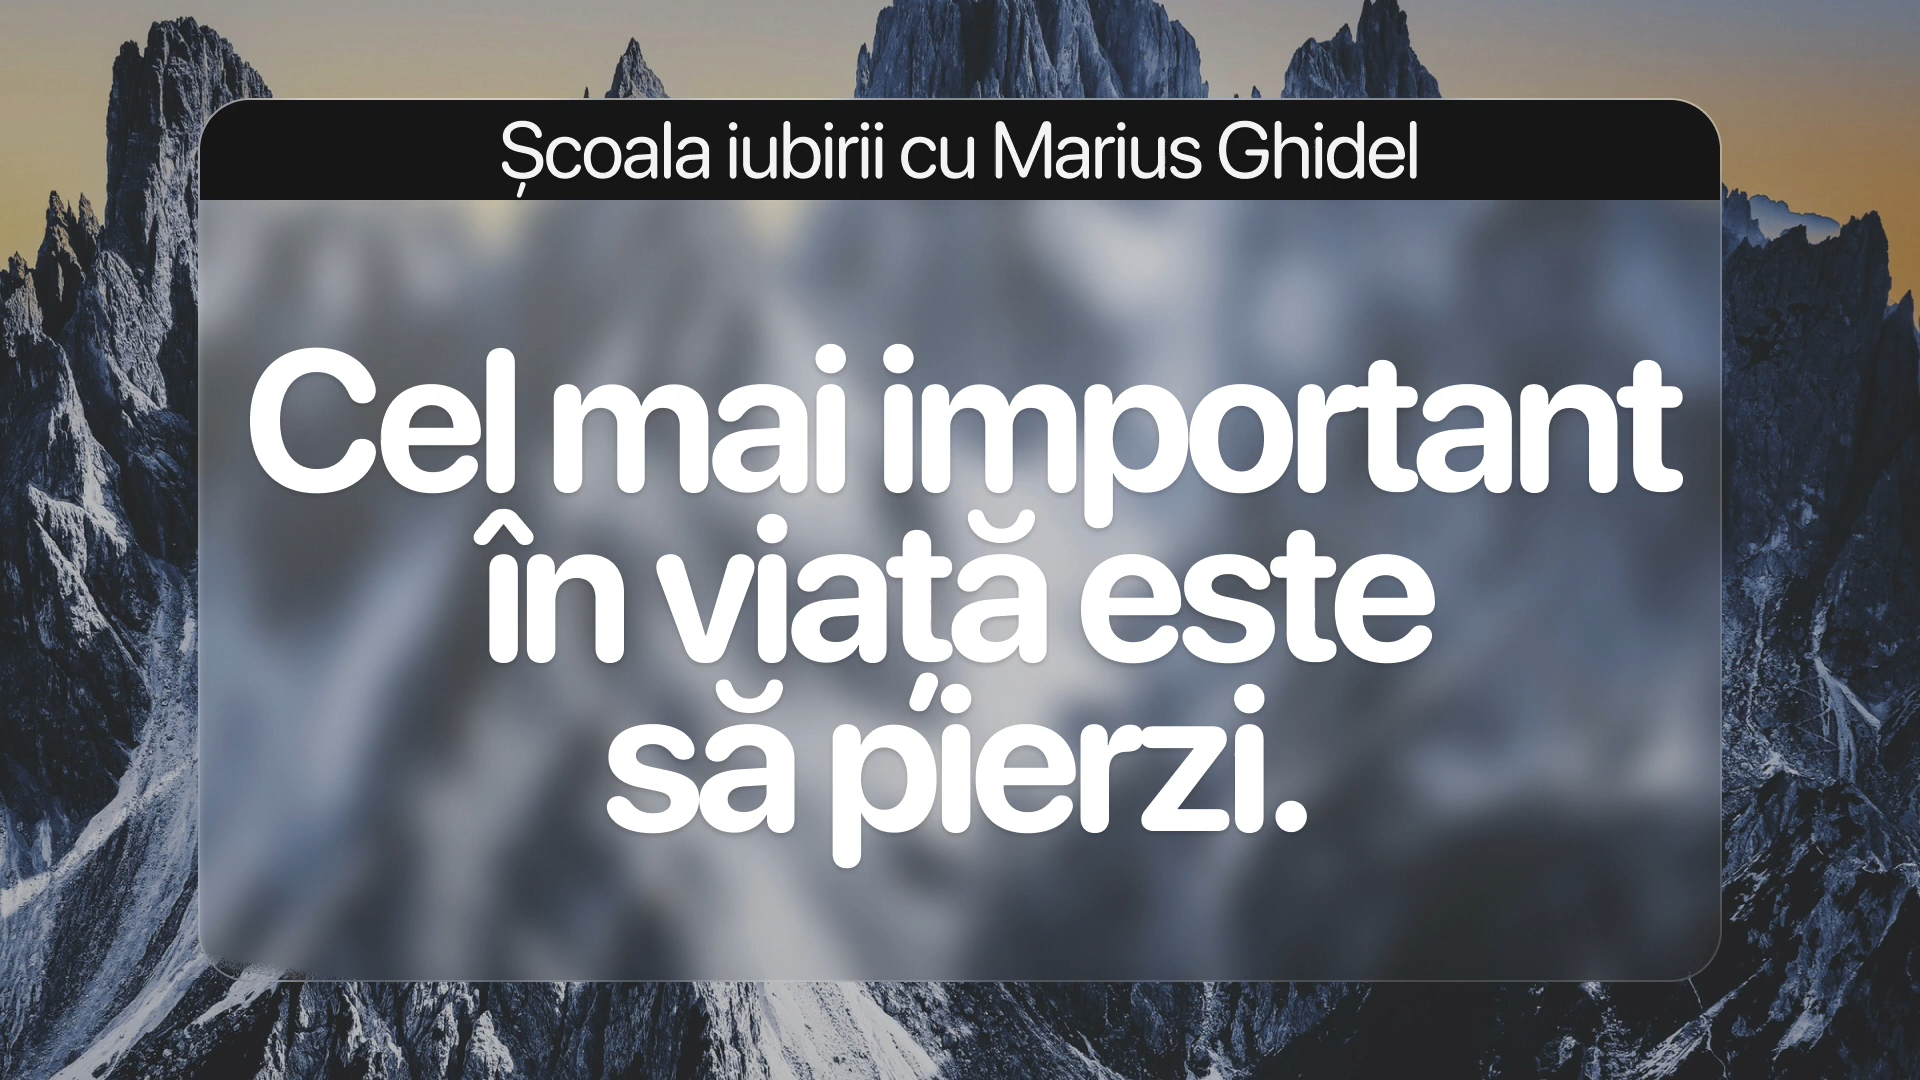 Școala iubirii cu Marius Ghidel
Cel mai important
în viață este
să pierzi.